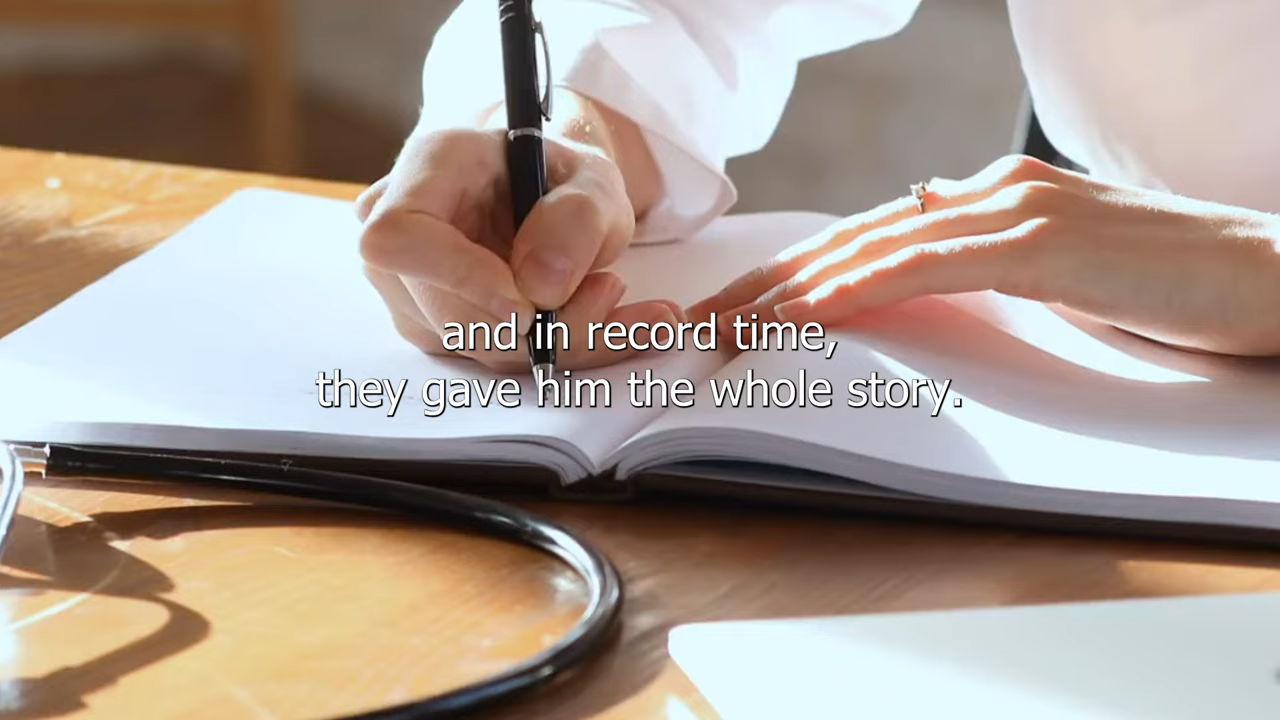 and in record time,
they gave him the whole story.